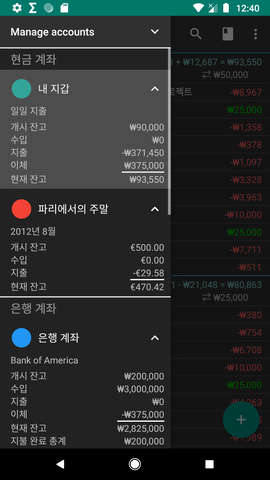 12:40
Manage accounts
현금 계좌
내 지갑
일일 지출
개시 잔고 ₩90,000
수입 ₩0
지출 -₩371,450
이체 ₩375,000
현재 잔고 ₩93,550
파리에서의 주말
2012년 8월
개시 잔고 €500.00
수입 €0.00
지출 -€29.58
현재 잔고 €470.42
은행 계좌
은행 계좌
Bank of America
개시 잔고 ₩200,000
수입 ₩3,000,000
지출 ₩0
이체 -₩375,000
현재 잔고 ₩2,825,000
지불 완료 총계 ₩200,000
+ ₩12,687 = ₩93,550
₩50,000
로젝트 -₩8,967
₩25,000
-₩1,358
-₩378
-₩1,097
-₩3,328
-₩3,963
-₩10,000
₩25,000
-₩7,711
-₩511
- ₩21,048 = ₩80,863
₩25,000
-₩380
-₩754
-₩6,708
-₩10,000
₩25,000